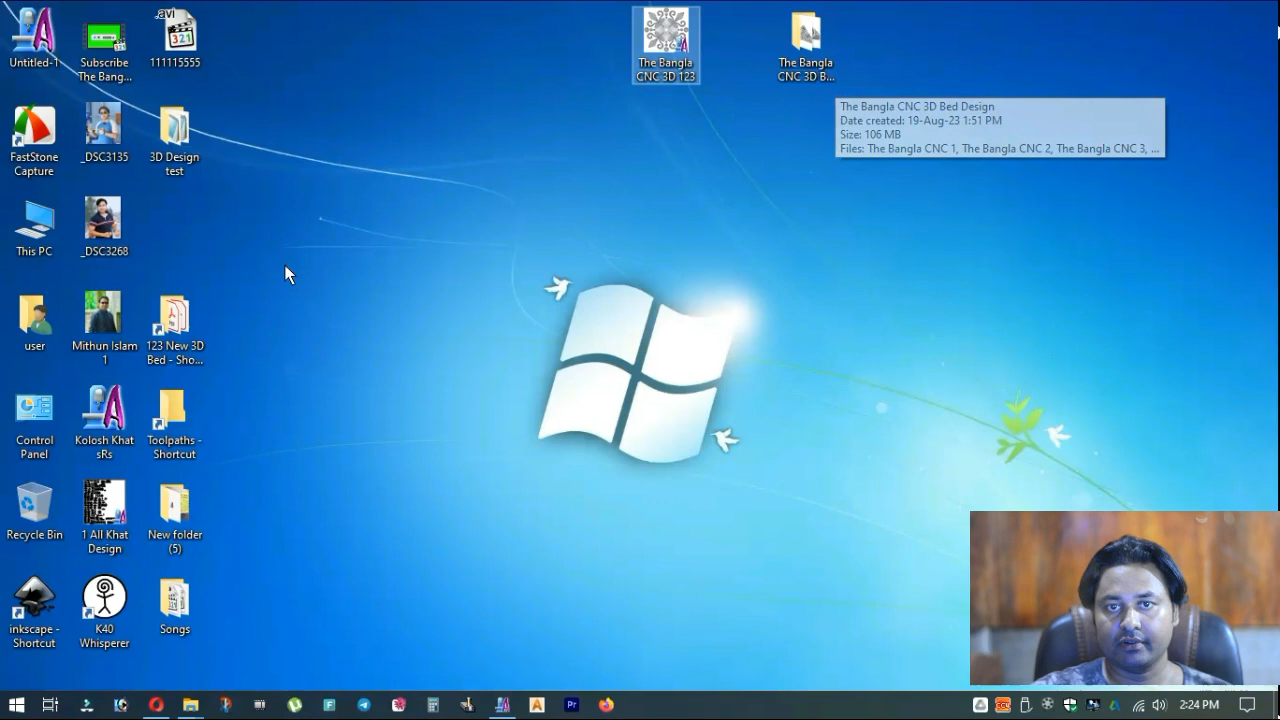 Untitled-1
Subscribe
The Bang...
.avi
321
111115555
The Bangla
CNC 3D 123
The Bangla
CNC 3D B...
The Bangla CNC 3D Bed Design
Date created: 19-Aug-23 1:51 PM
Size: 106 MB
Files: The Bangla CNC 1, The Bangla CNC 2, The Bangla CNC 3, ...
FastStone
Capture
_DSC3135
3D Design
test
This PC
_DSC3268
user
Mithun Islam
1
123 New 3D
Bed - Sho...
Control
Panel
Kolosh Khat
sRs
Toolpaths -
Shortcut
Recycle Bin
1 All Khat
Design
New folder
(5)
inkscape -
Shortcut
K40
Whisperer
Songs
Pr
CCL
2:24 PM